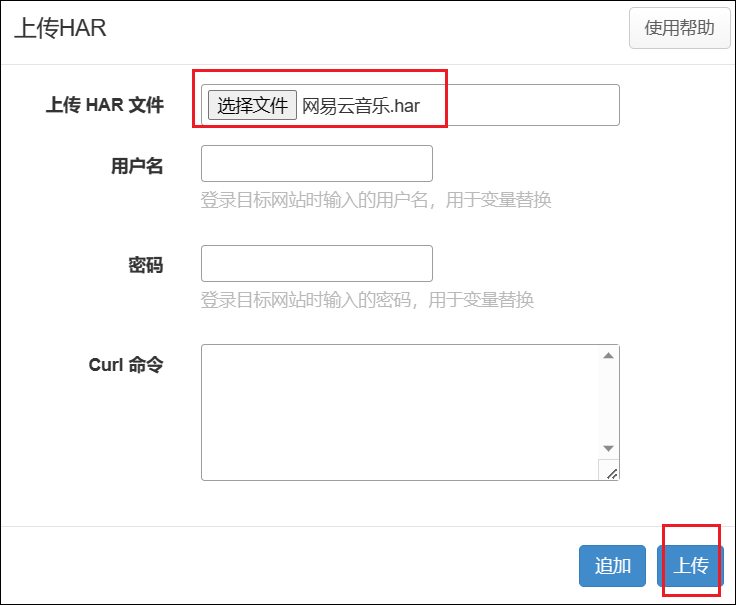 上传HAR
使用帮助
上传 HAR 文件
选择文件 网易云音乐.har
用户名
登录目标网站时输入的用户名，用于变量替换
密码
登录目标网站时输入的密码，用于变量替换
Curl 命令
追加
上传